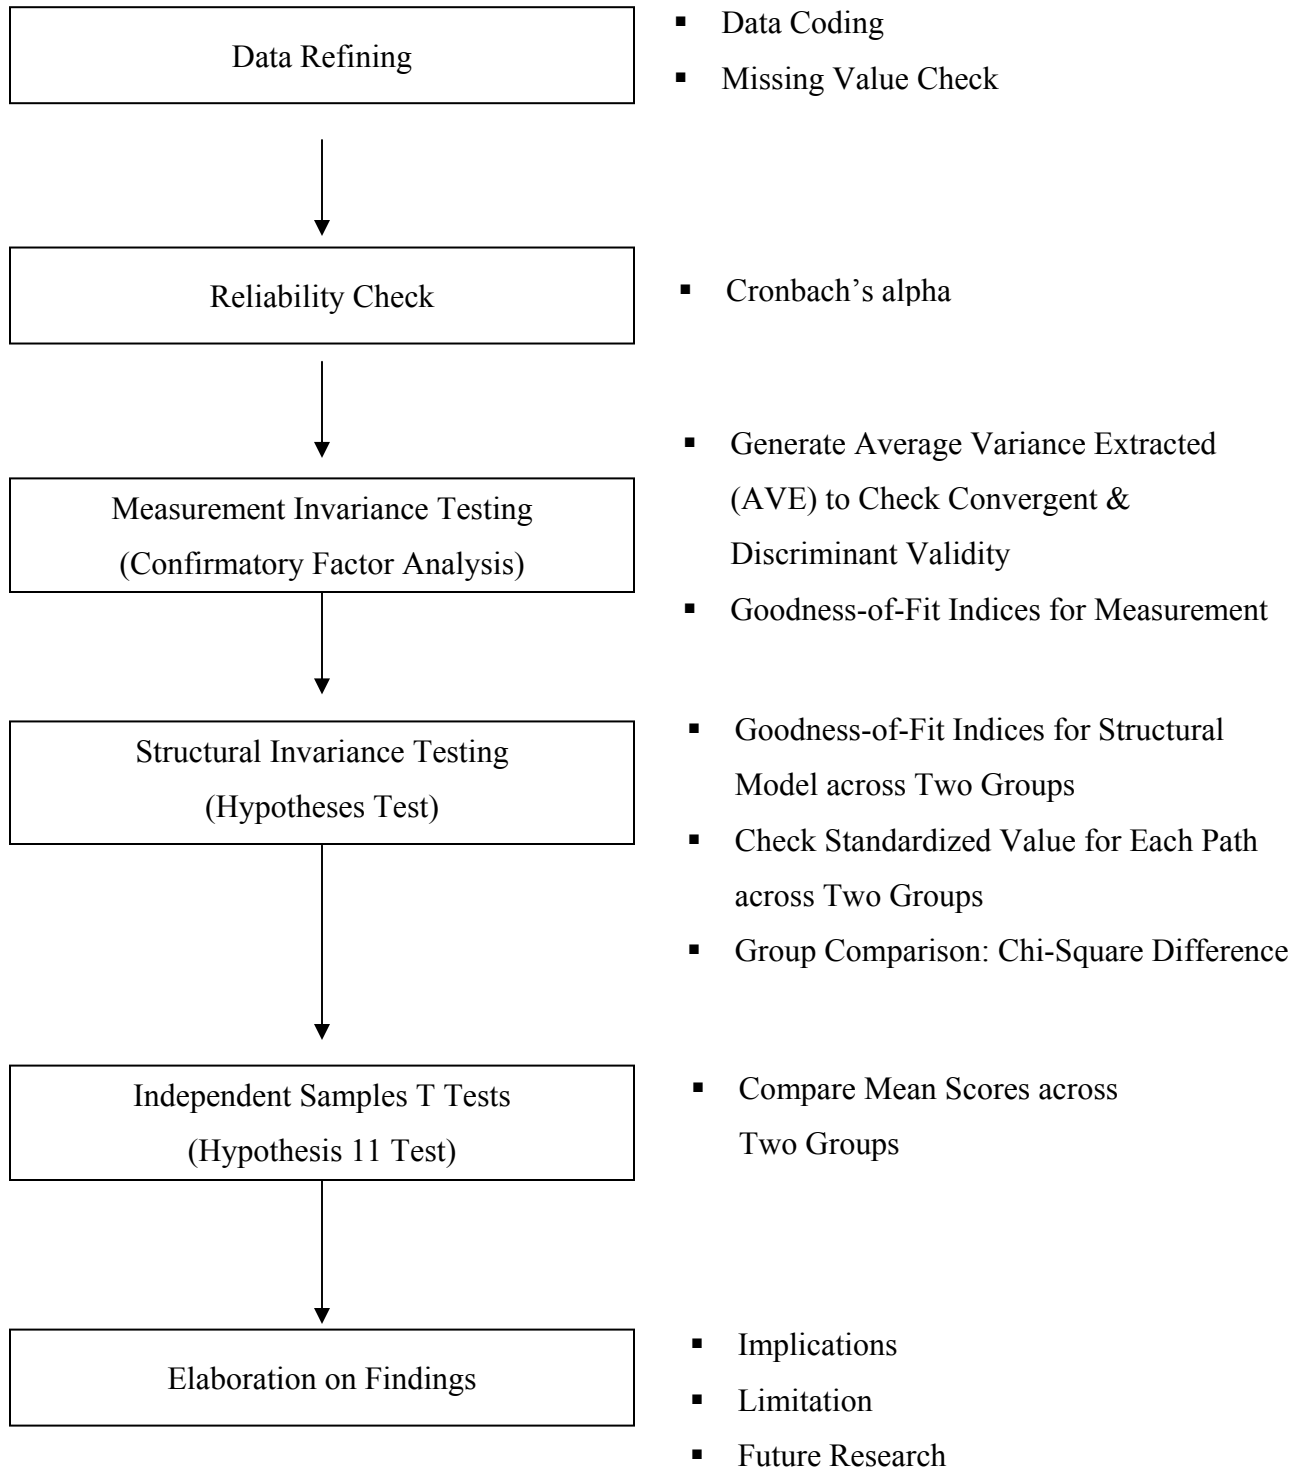 Data Refining
▪ Data Coding
▪ Missing Value Check
Reliability Check
▪ Cronbach’s alpha
Measurement Invariance Testing
(Confirmatory Factor Analysis)
▪ Generate Average Variance Extracted
(AVE) to Check Convergent &
Discriminant Validity
▪ Goodness-of-Fit Indices for Measurement
Structural Invariance Testing
(Hypotheses Test)
▪ Goodness-of-Fit Indices for Structural
Model across Two Groups
▪ Check Standardized Value for Each Path
across Two Groups
▪ Group Comparison: Chi-Square Difference
Independent Samples T Tests
(Hypothesis 11 Test)
▪ Compare Mean Scores across
Two Groups
Elaboration on Findings
▪ Implications
▪ Limitation
▪ Future Research